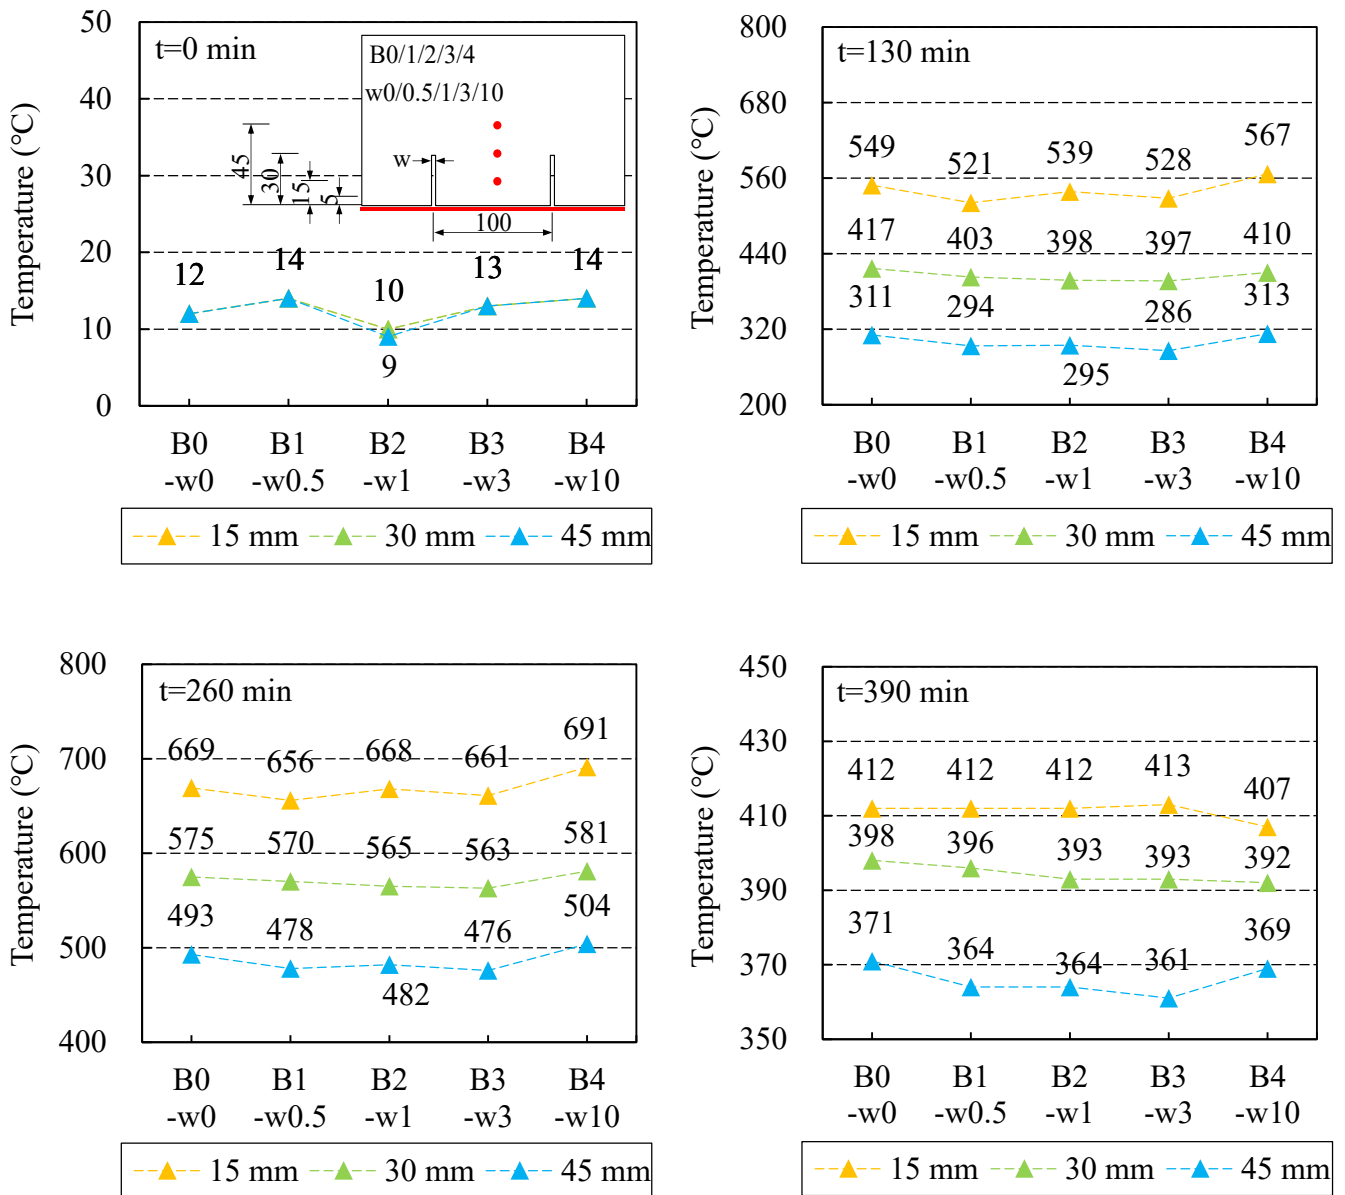 t=0 min
Temperature (°C)
50
40
30
20
10
0
B0/1/2/3/4
w0/0.5/1/3/10
45
30
15
5
w
100
12
14
10
13
14
9
B0 B1 B2 B3 B4
-w0 -w0.5 -w1 -w3 -w10
15 mm 30 mm 45 mm
t=130 min
Temperature (°C)
800
680
560
440
320
200
549 521 539 528 567
417 403 398 397 410
311 294 295 286 313
B0 B1 B2 B3 B4
-w0 -w0.5 -w1 -w3 -w10
15 mm 30 mm 45 mm
t=260 min
Temperature (°C)
800
700
600
500
400
669 656 668 661 691
575 570 565 563 581
493 478 482 476 504
B0 B1 B2 B3 B4
-w0 -w0.5 -w1 -w3 -w10
15 mm 30 mm 45 mm
t=390 min
Temperature (°C)
450
430
410
390
370
350
412 412 412 413 407
398 396 393 393 392
371 364 364 361 369
B0 B1 B2 B3 B4
-w0 -w0.5 -w1 -w3 -w10
15 mm 30 mm 45 mm